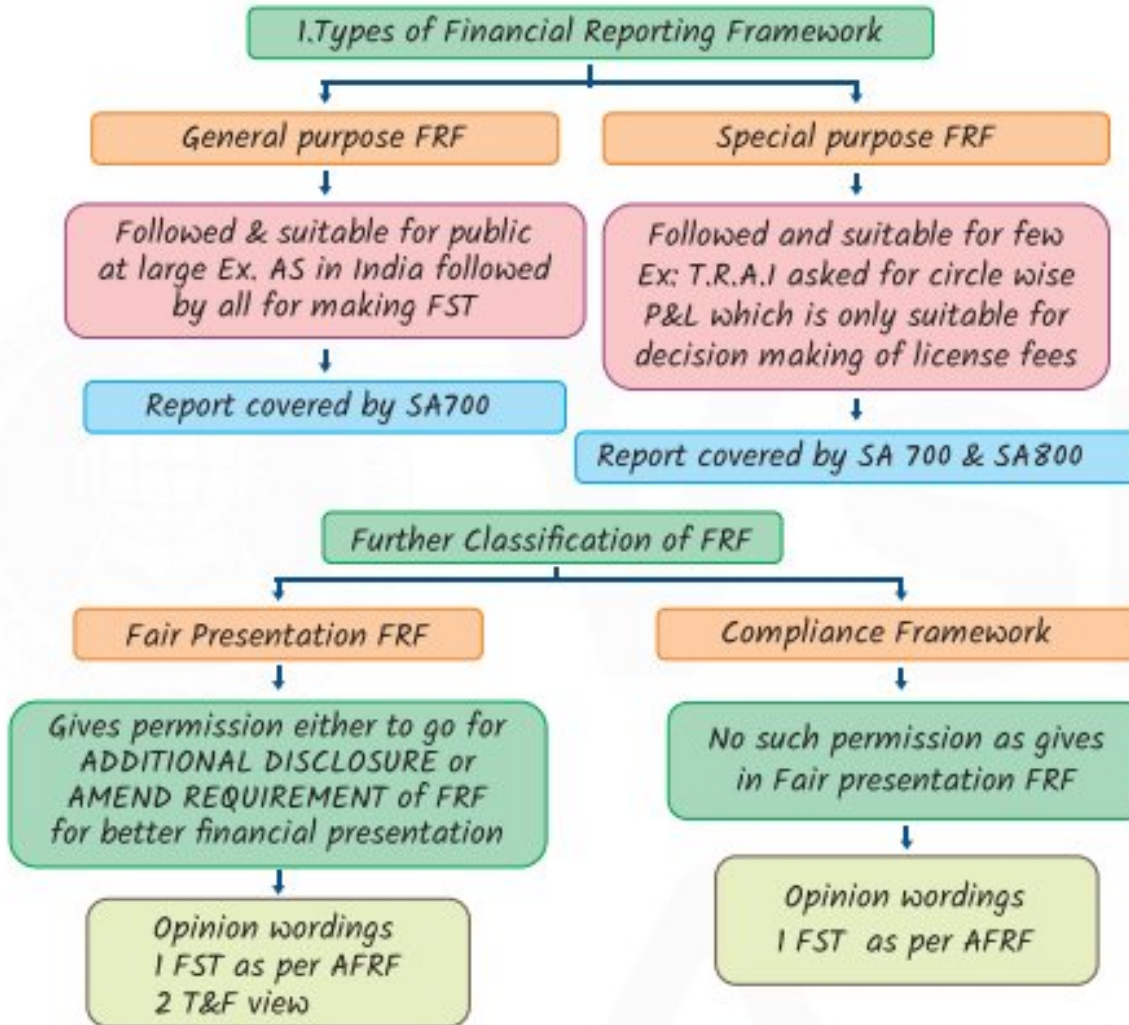 1.Types of Financial Reporting Framework
General purpose FRF
Special purpose FRF
Followed & suitable for public
at large Ex. AS in India followed
by all for making FST
Followed and suitable for few
Ex: T.R.A.I asked for circle wise
P&L which is only suitable for
decision making of license fees
Report covered by SA700
Report covered by SA 700 & SA800
Further Classification of FRF
Fair Presentation FRF
Compliance Framework
Gives permission either to go for
ADDITIONAL DISCLOSURE or
AMEND REQUIREMENT of FRF
for better financial presentation
No such permission as gives
in Fair presentation FRF
Opinion wordings
1 FST as per AFRF
2 T&F view
Opinion wordings
1 FST as per AFRF